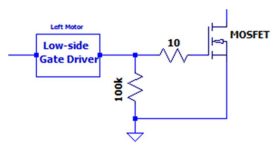 Left Motor
Low-side
Gate Driver
10
MOSFET
100k